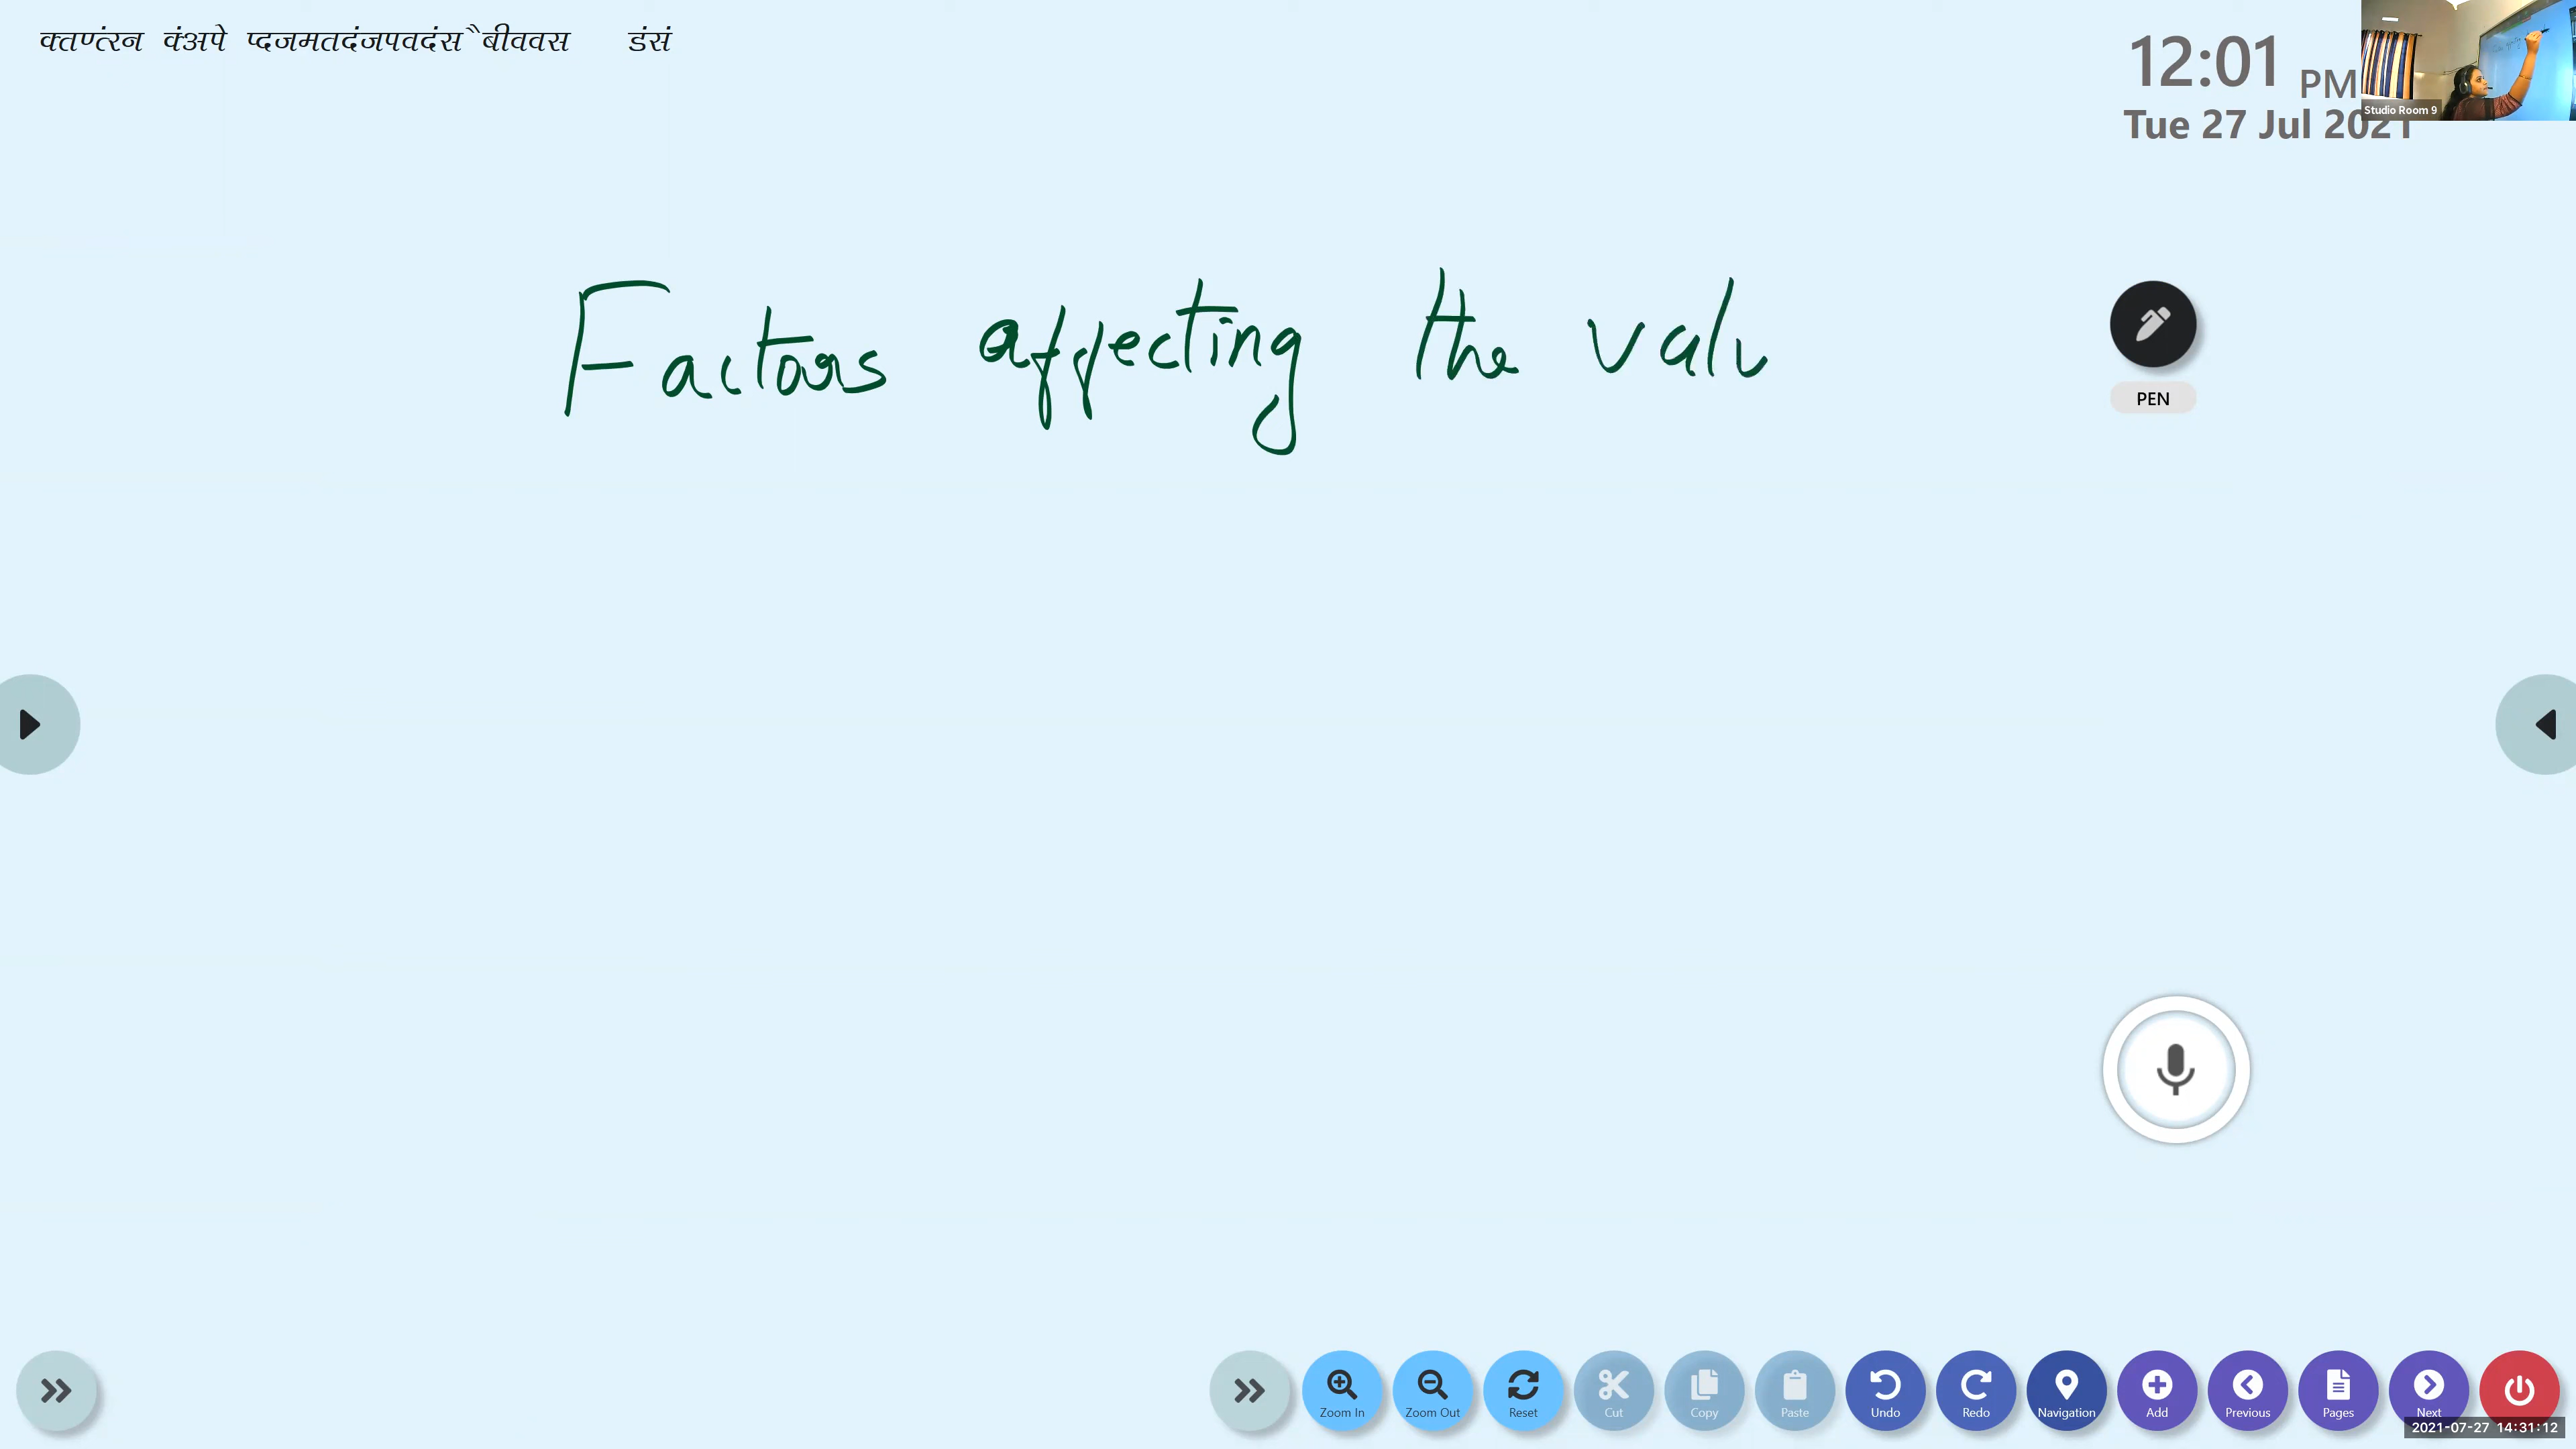 क्तण्त्ंरन क्ंअपे प्दजमतदंजपवदंस ैबीववस डंसं
12:01 PM
Studio Room 9
Tue 27 Jul 2021
Factors affecting the valu
PEN
Zoom In Zoom Out Reset Cut Copy Paste Undo Redo Navigation Add Previous Pages Next
2021-07-27 14:31:12